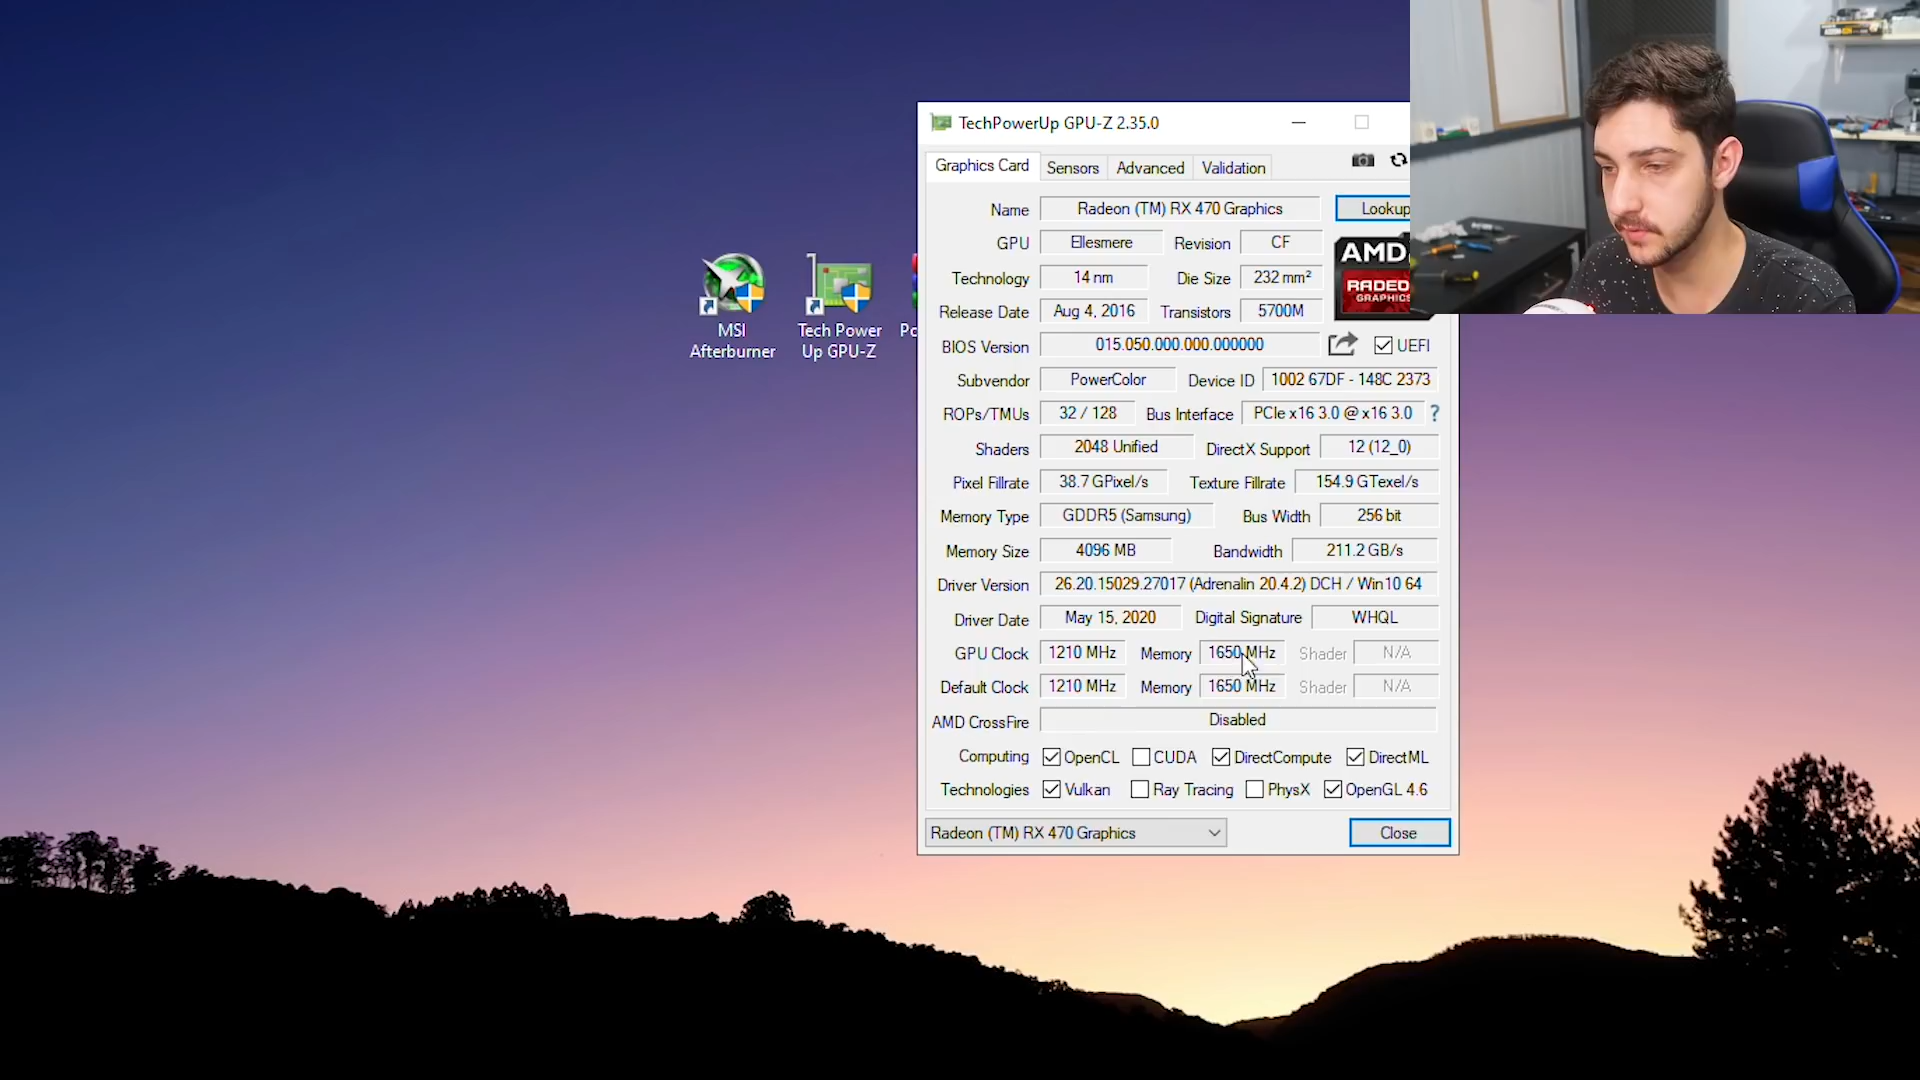 TechPowerUp GPU-Z 2.35.0
Graphics Card Sensors Advanced Validation
Name Radeon (TM) RX 470 Graphics Lookup
GPU Ellesmere Revision CF
AMD
RADEON
GRAPHICS
Technology 14 nm Die Size 232 mm²
Release Date Aug 4, 2016 Transistors 5700M
BIOS Version 015.050.000.000.000000 UEFI
Subvendor PowerColor Device ID 1002 67DF - 148C 2373
ROPs/TMUs 32 / 128 Bus Interface PCIe x16 3.0 @ x16 3.0 ?
Shaders 2048 Unified DirectX Support 12 (12_0)
Pixel Fillrate 38.7 GPixel/s Texture Fillrate 154.9 GTexel/s
Memory Type GDDR5 (Samsung) Bus Width 256 bit
Memory Size 4096 MB Bandwidth 211.2 GB/s
Driver Version 26.20.15029.27017 (Adrenalin 20.4.2) DCH / Win10 64
Driver Date May 15, 2020 Digital Signature WHQL
GPU Clock 1210 MHz Memory 1650 MHz Shader N/A
Default Clock 1210 MHz Memory 1650 MHz Shader N/A
AMD CrossFire Disabled
Computing OpenCL CUDA DirectCompute DirectML
Technologies Vulkan Ray Tracing PhysX OpenGL 4.6
Radeon (TM) RX 470 Graphics Close
MSI
Afterburner
Tech Power
Up GPU-Z